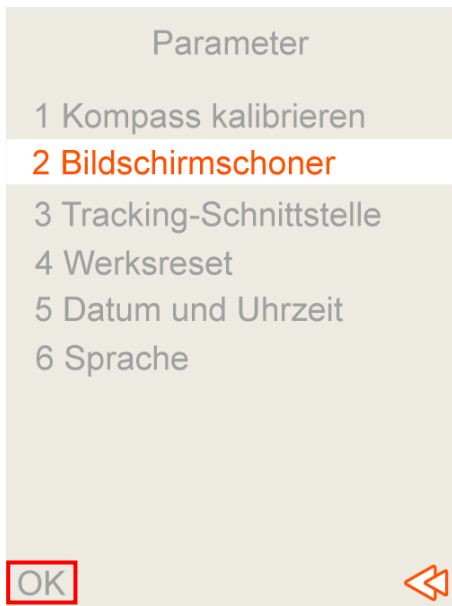 Parameter
1 Kompass kalibrieren
2 Bildschirmschoner
3 Tracking-Schnittstelle
4 Werksreset
5 Datum und Uhrzeit
6 Sprache
OK